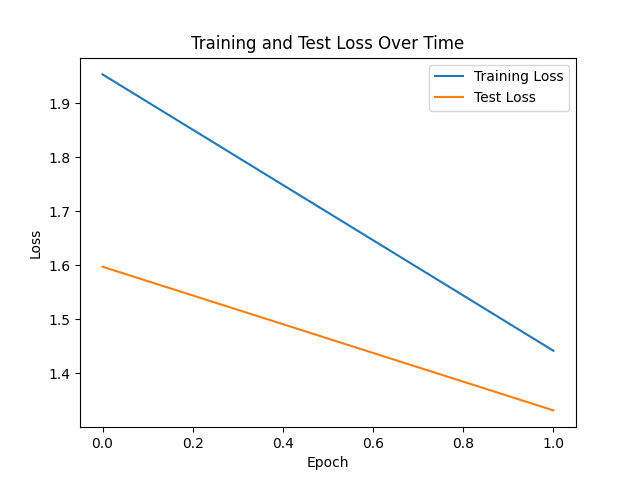 Training and Test Loss Over Time
Training Loss
Test Loss
Loss
1.9
1.8
1.7
1.6
1.5
1.4
0.0 0.2 0.4 0.6 0.8 1.0
Epoch